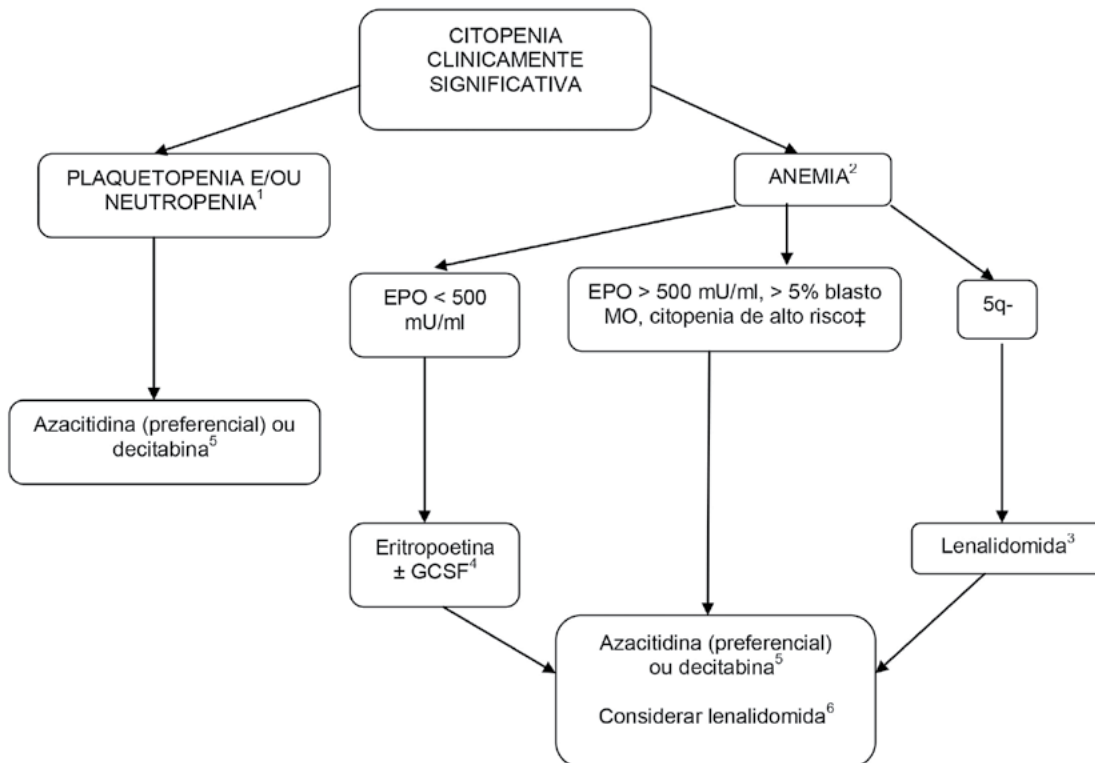 CITOPENIA
CLINICAMENTE
SIGNIFICATIVA
PLAQUETOPENIA E/OU
NEUTROPENIA¹
ANEMIA²
EPO < 500
mU/ml
EPO > 500 mU/ml, > 5% blasto
MO, citopenia de alto risco‡
5q-
Azacitidina (preferencial) ou
decitabina⁵
Eritropoetina
± GCSF⁴
Lenalidomida³
Azacitidina (preferencial)
ou decitabina⁵
Considerar lenalidomida⁶